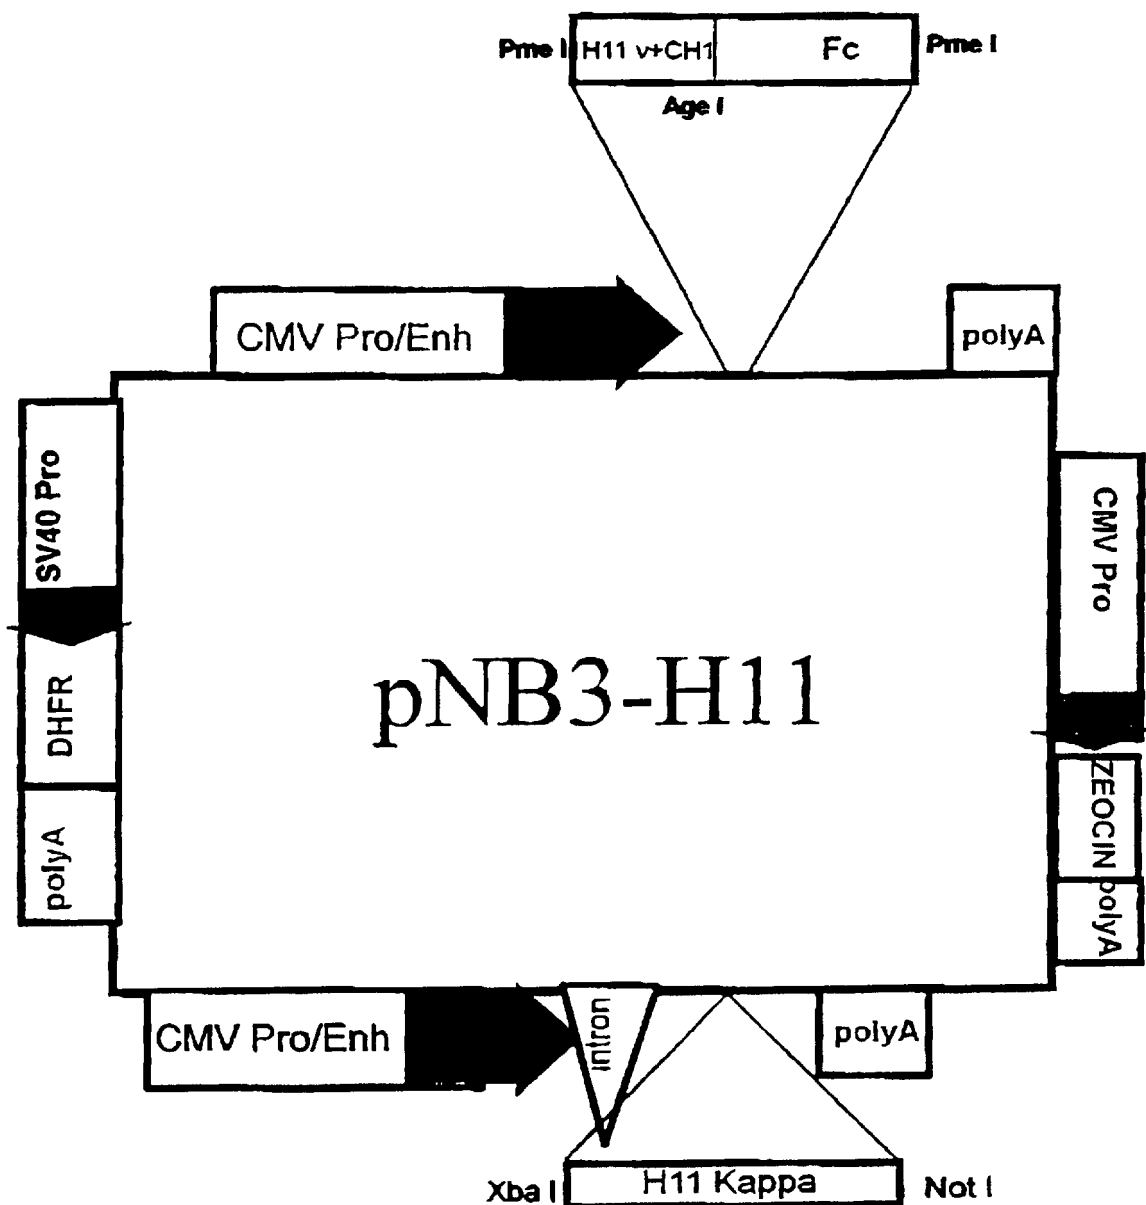 Pme I
H11 v+CH1
Fc
Pme I
Age I
CMV Pro/Enh
polyA
SV40 Pro
DHFR
polyA
CMV Pro
ZEOCIN
polyA
pNB3-H11
CMV Pro/Enh
intron
polyA
Xba I
H11 Kappa
Not I